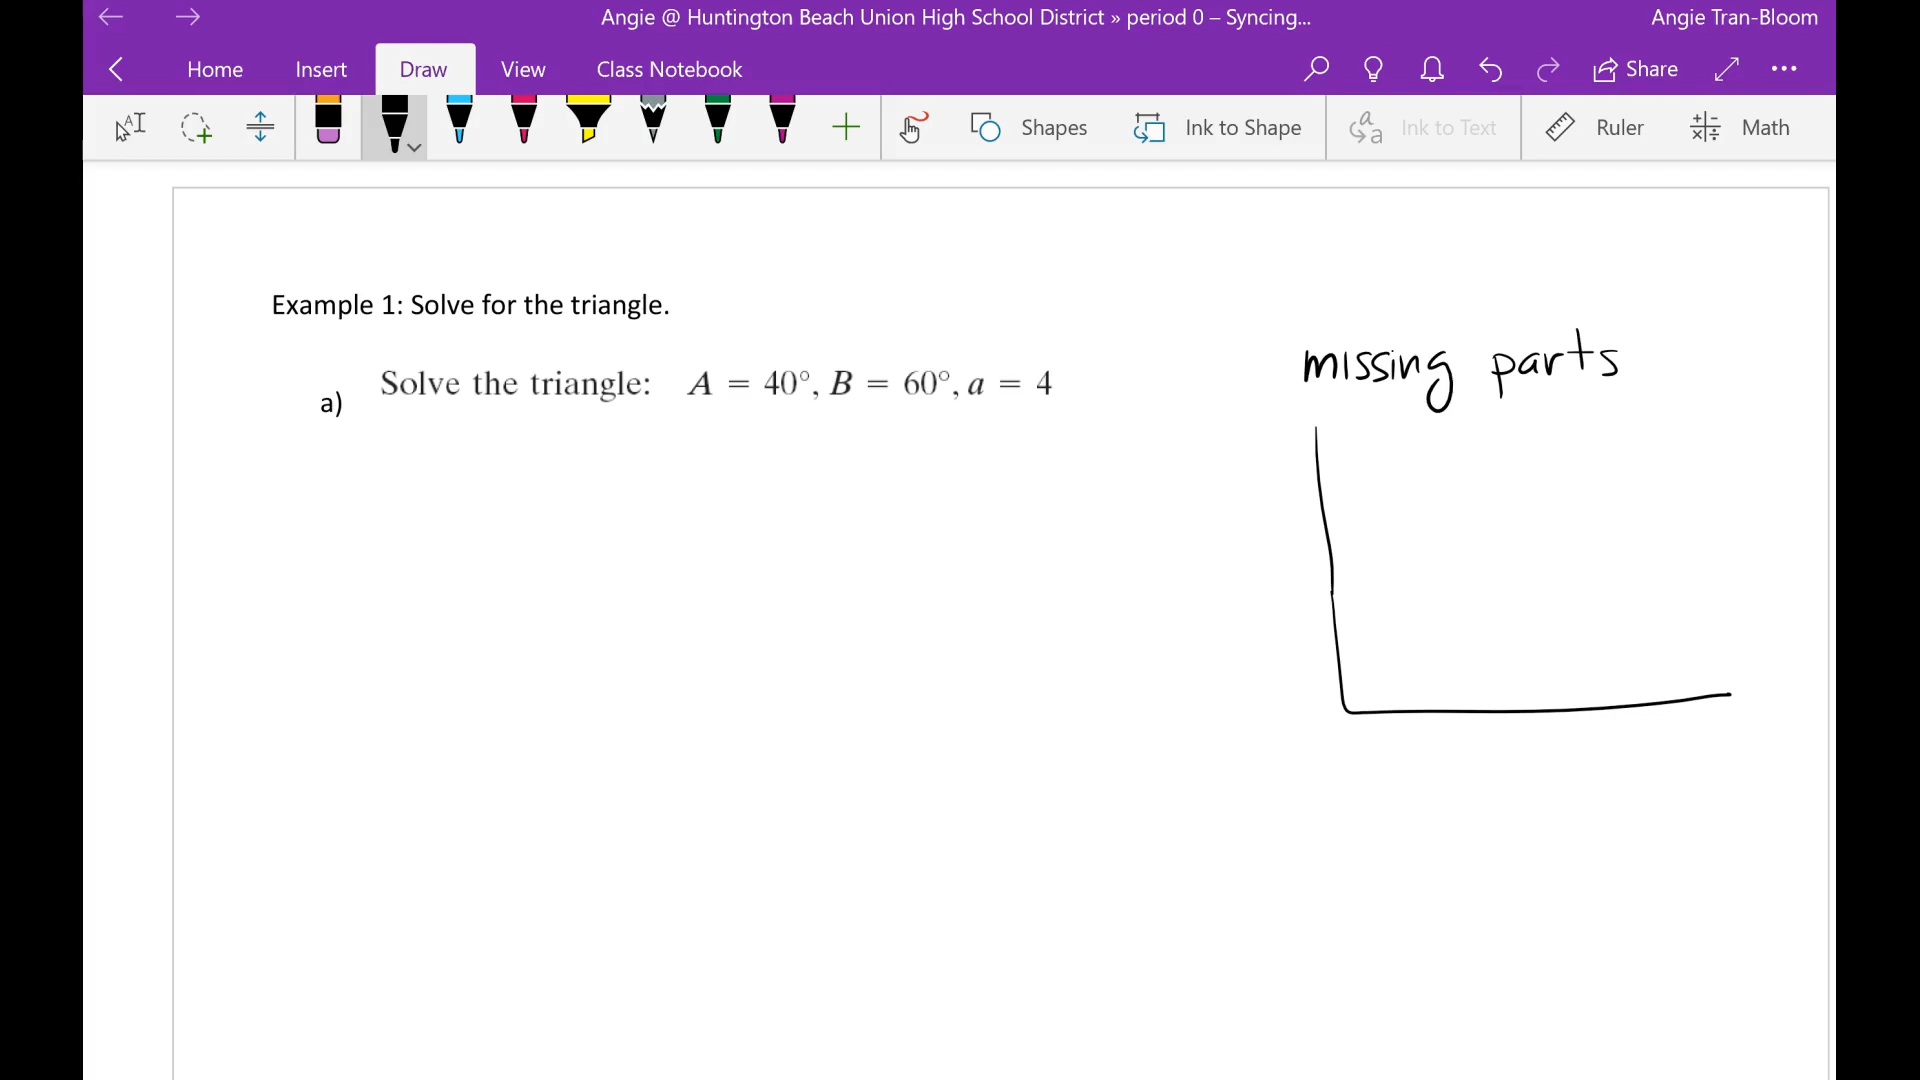 Angie @ Huntington Beach Union High School District » period 0 – Syncing... Angie Tran-Bloom
Home Insert Draw View Class Notebook Share
Shapes Ink to Shape Ink to Text Ruler Math
Example 1: Solve for the triangle.
missing parts
a) Solve the triangle: A = 40°, B = 60°, a = 4